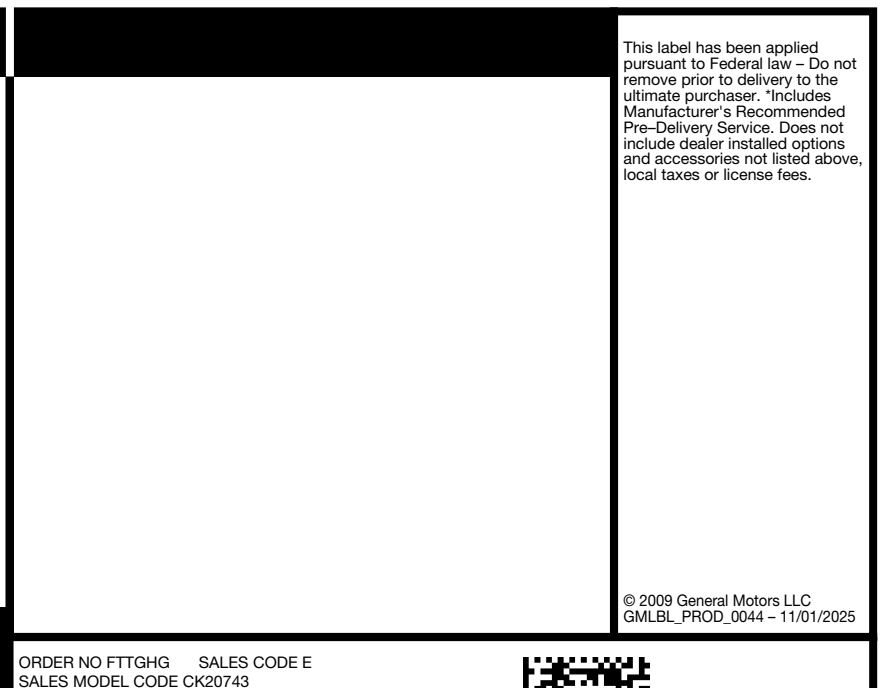 This label has been applied
pursuant to Federal law – Do not
remove prior to delivery to the
ultimate purchaser. *Includes
Manufacturer's Recommended
Pre–Delivery Service. Does not
include dealer installed options
and accessories not listed above,
local taxes or license fees.
© 2009 General Motors LLC
GMLBL_PROD_0044 – 11/01/2025
ORDER NO FTTGHG SALES CODE E
SALES MODEL CODE CK20743